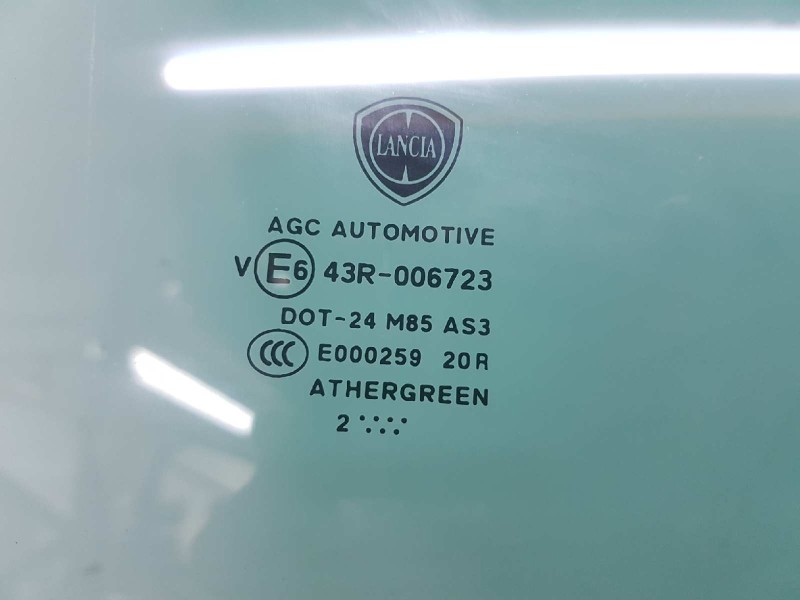 LANCIA
AGC AUTOMOTIVE
V E6 43R-006723
DOT-24 M85 AS3
CCC E000259 20R
ATHERGREEN
2